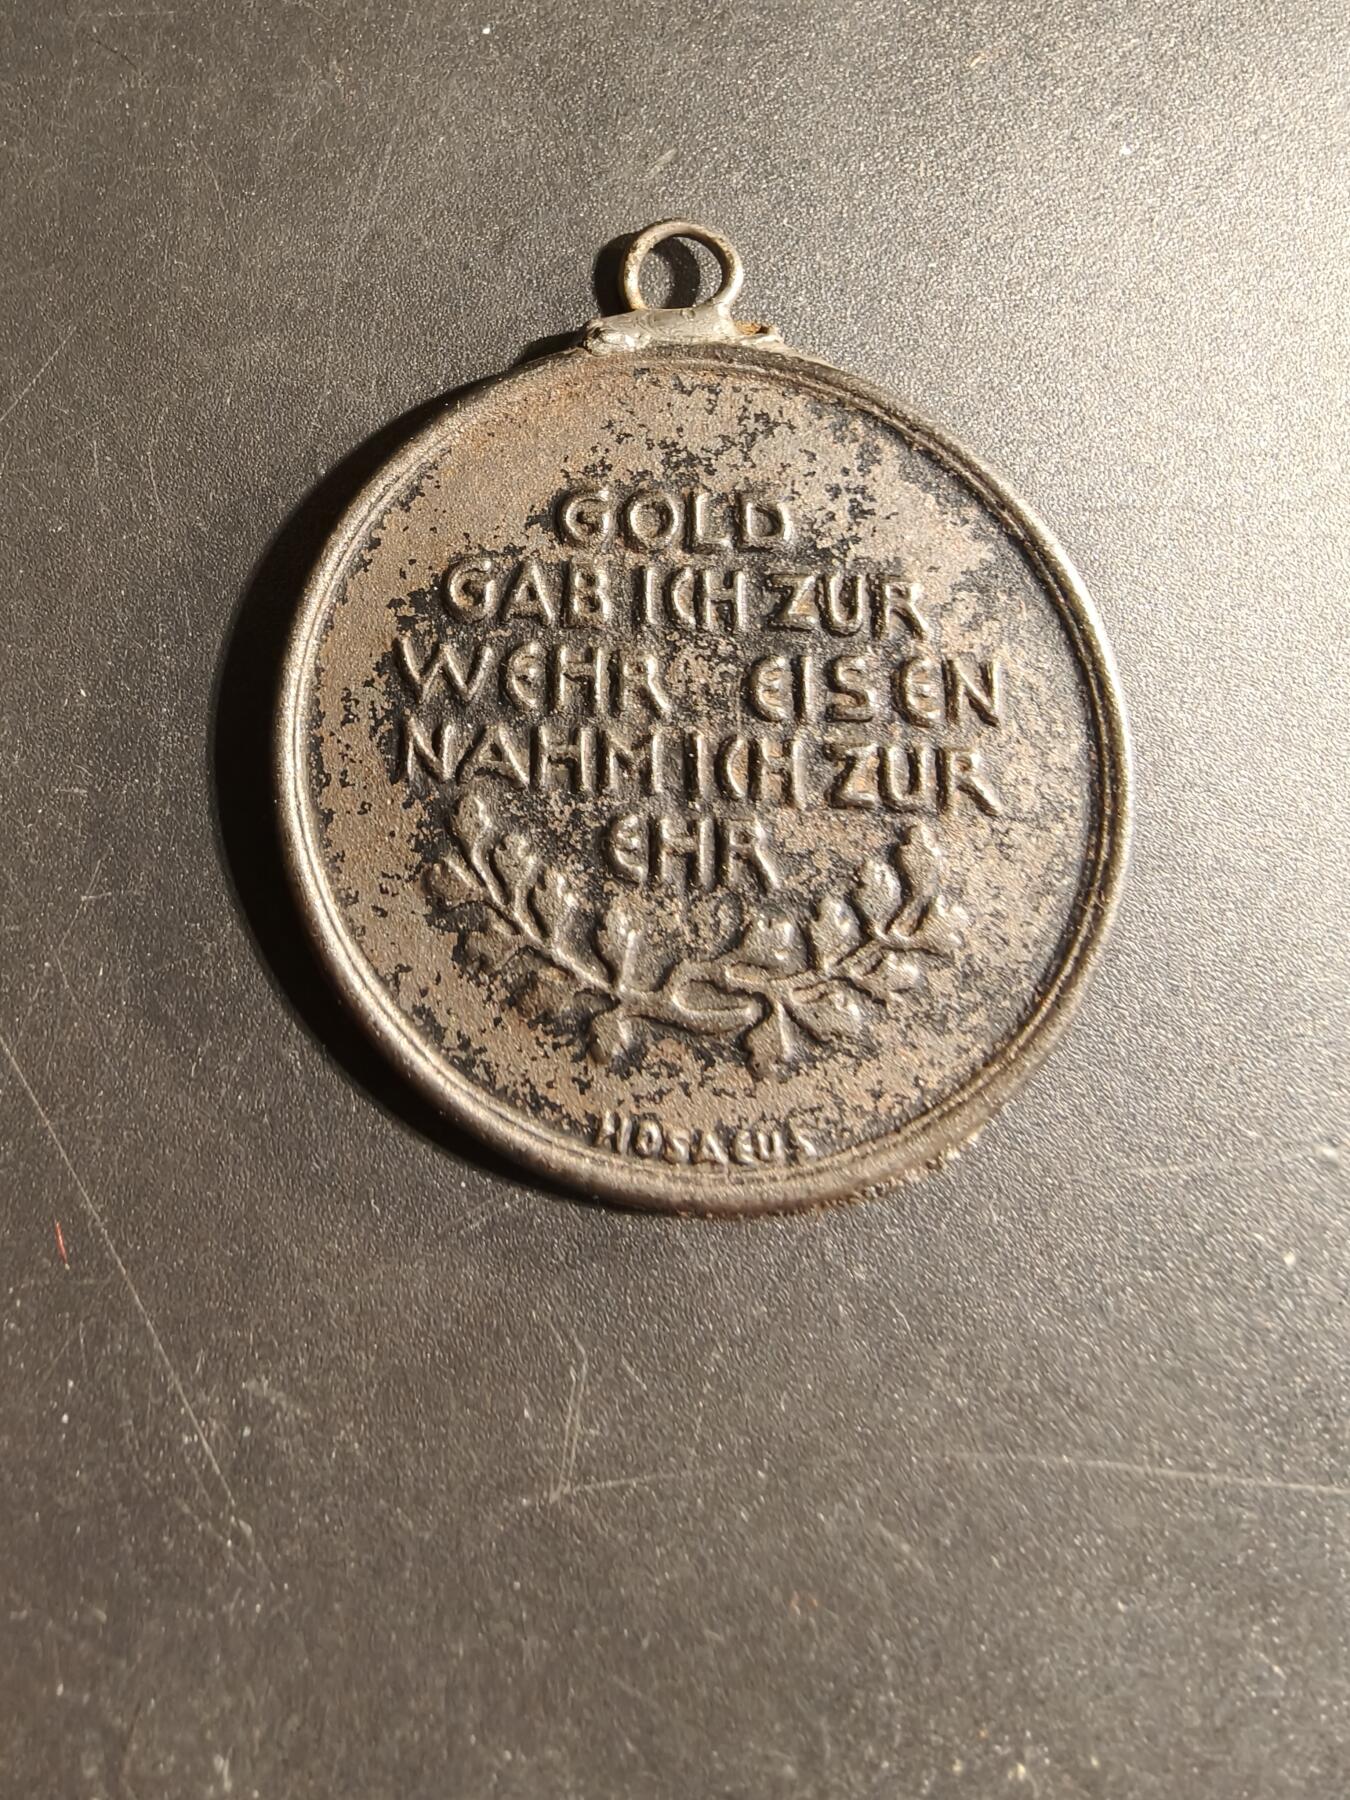 GOLD
GAB ICH ZUR
WEHR EISEN
NAHM ICH ZUR
EHR
HOSAEUS